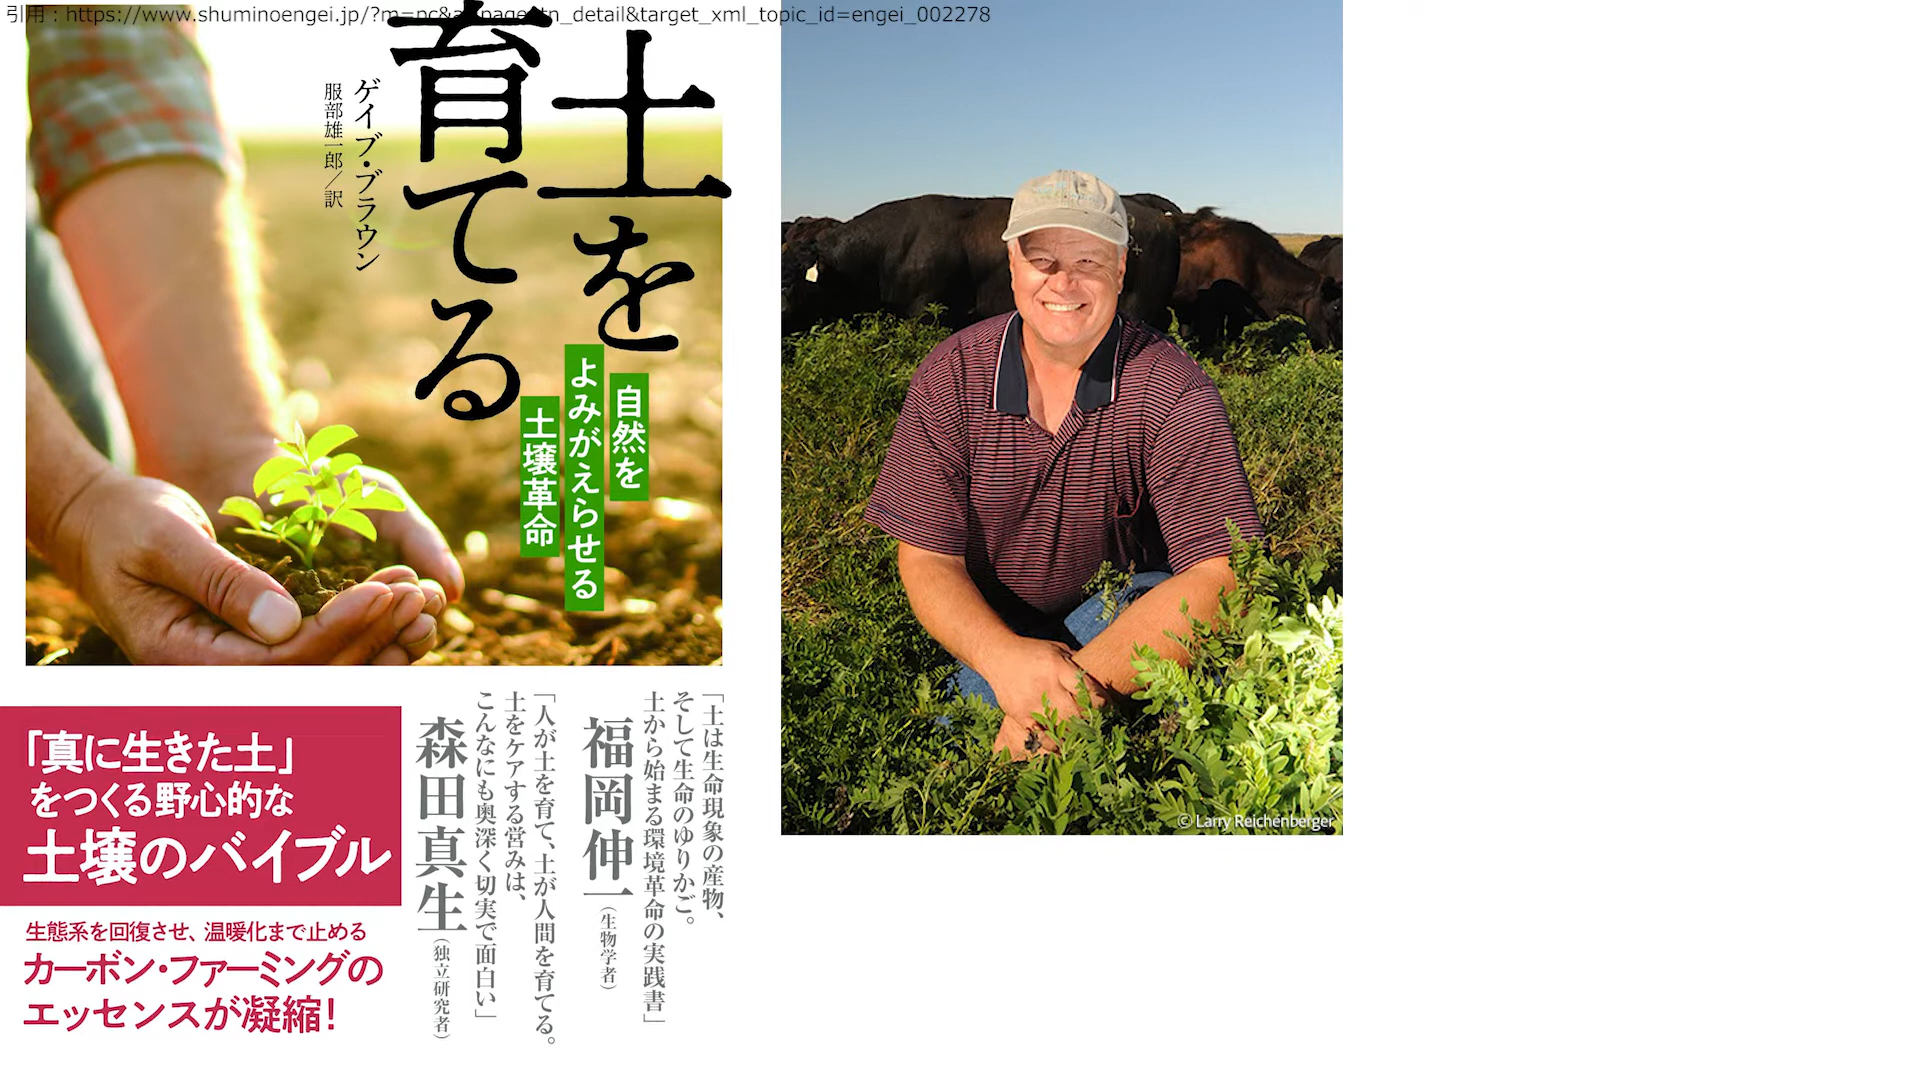 引用：https://www.shuminoengei.jp/?m=pc&a=page_tn_detail&target_xml_topic_id=engei_002278
土を
育てる
自然を
よみがえらせる
土壌革命
ゲイブ・ブラウン
服部雄一郎／訳
「土は生命現象の産物、
そして生命のゆりかご。
土から始まる環境革命の実践書」
福岡伸一（生物学者）
「人が土を育て、土が人間を育てる。
土をケアする営みは、
こんなにも奥深く切実で面白い」
森田真生（独立研究者）
「真に生きた土」
をつくる野心的な
土壌のバイブル
生態系を回復させ、温暖化まで止める
カーボン・ファーミングの
エッセンスが凝縮！
© Larry Reichenberger